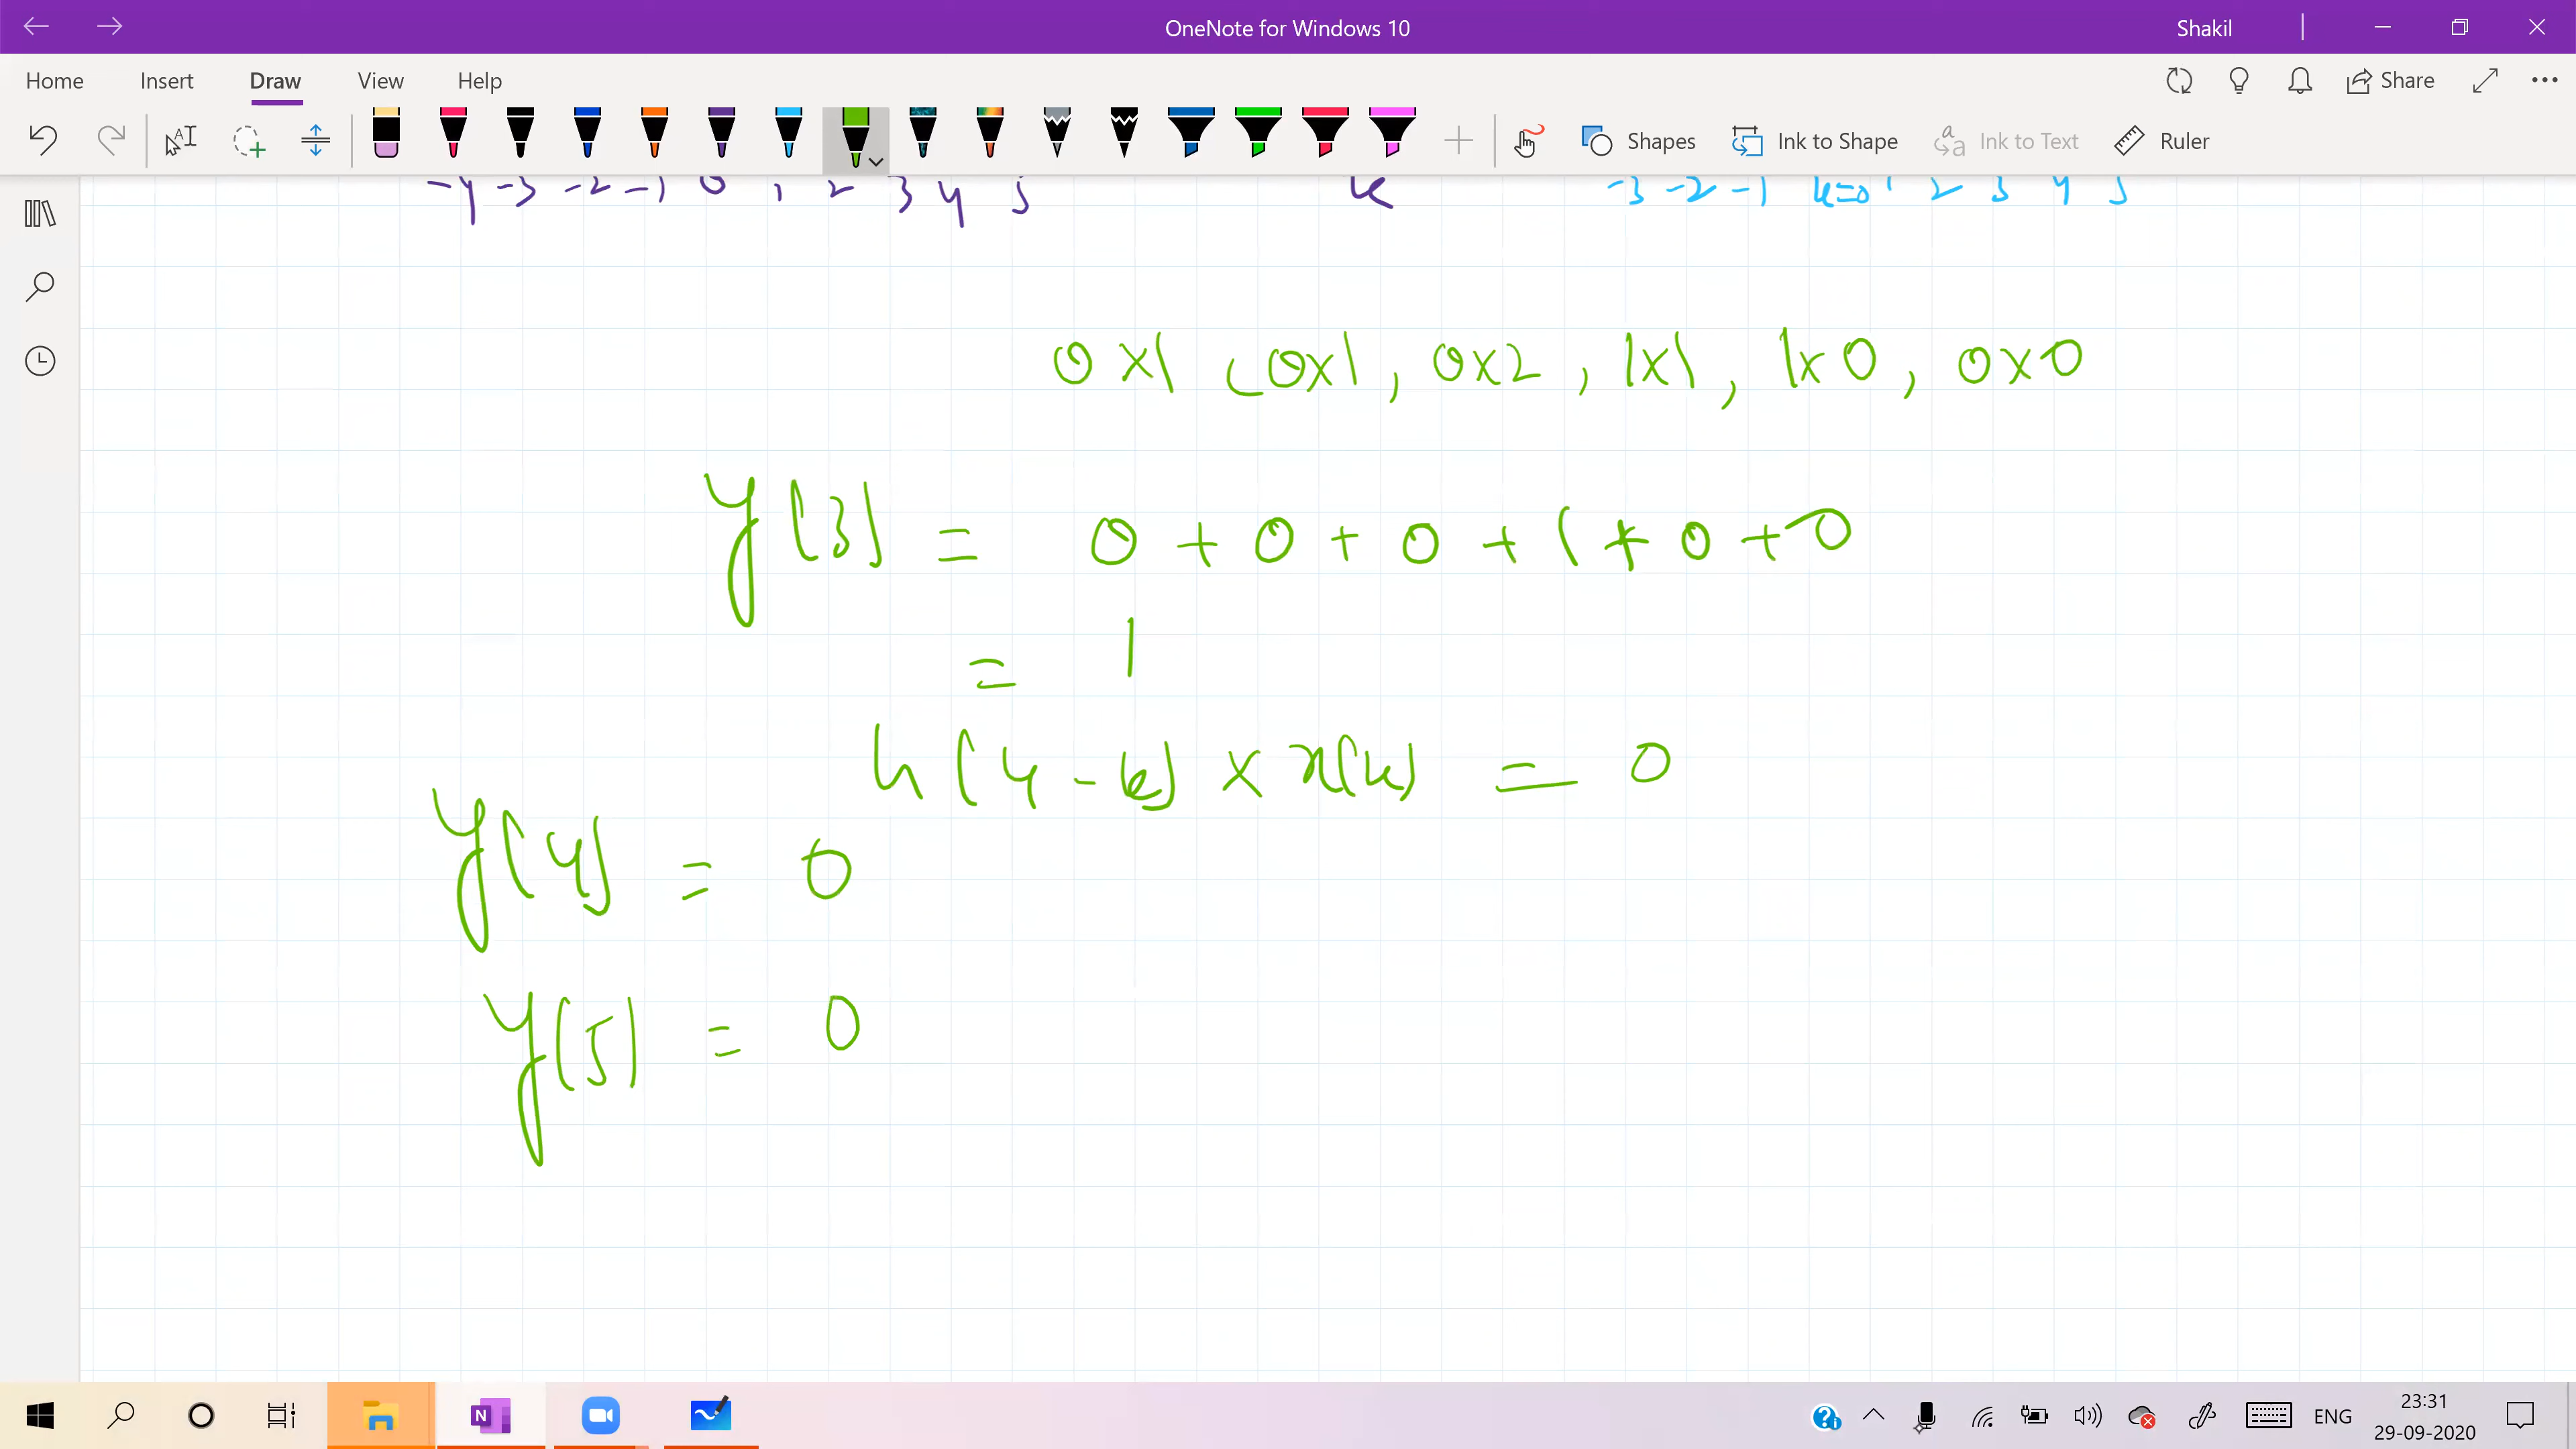 OneNote for Windows 10
Shakil
Home Insert Draw View Help
Share
Shapes Ink to Shape Ink to Text Ruler
-4 -3 -2 -1 0 1 2 3 4 5 k -3 -2 -1 k=0 1 2 3 4 5
0x1 (0x1, 0x2, 1x1, 1x0, 0x0
y[3] = 0 + 0 + 0 + 1 + 0 + 0
= 1
h[4-k] x x[k] = 0
y[4] = 0
y[5] = 0
ENG
23:31
29-09-2020